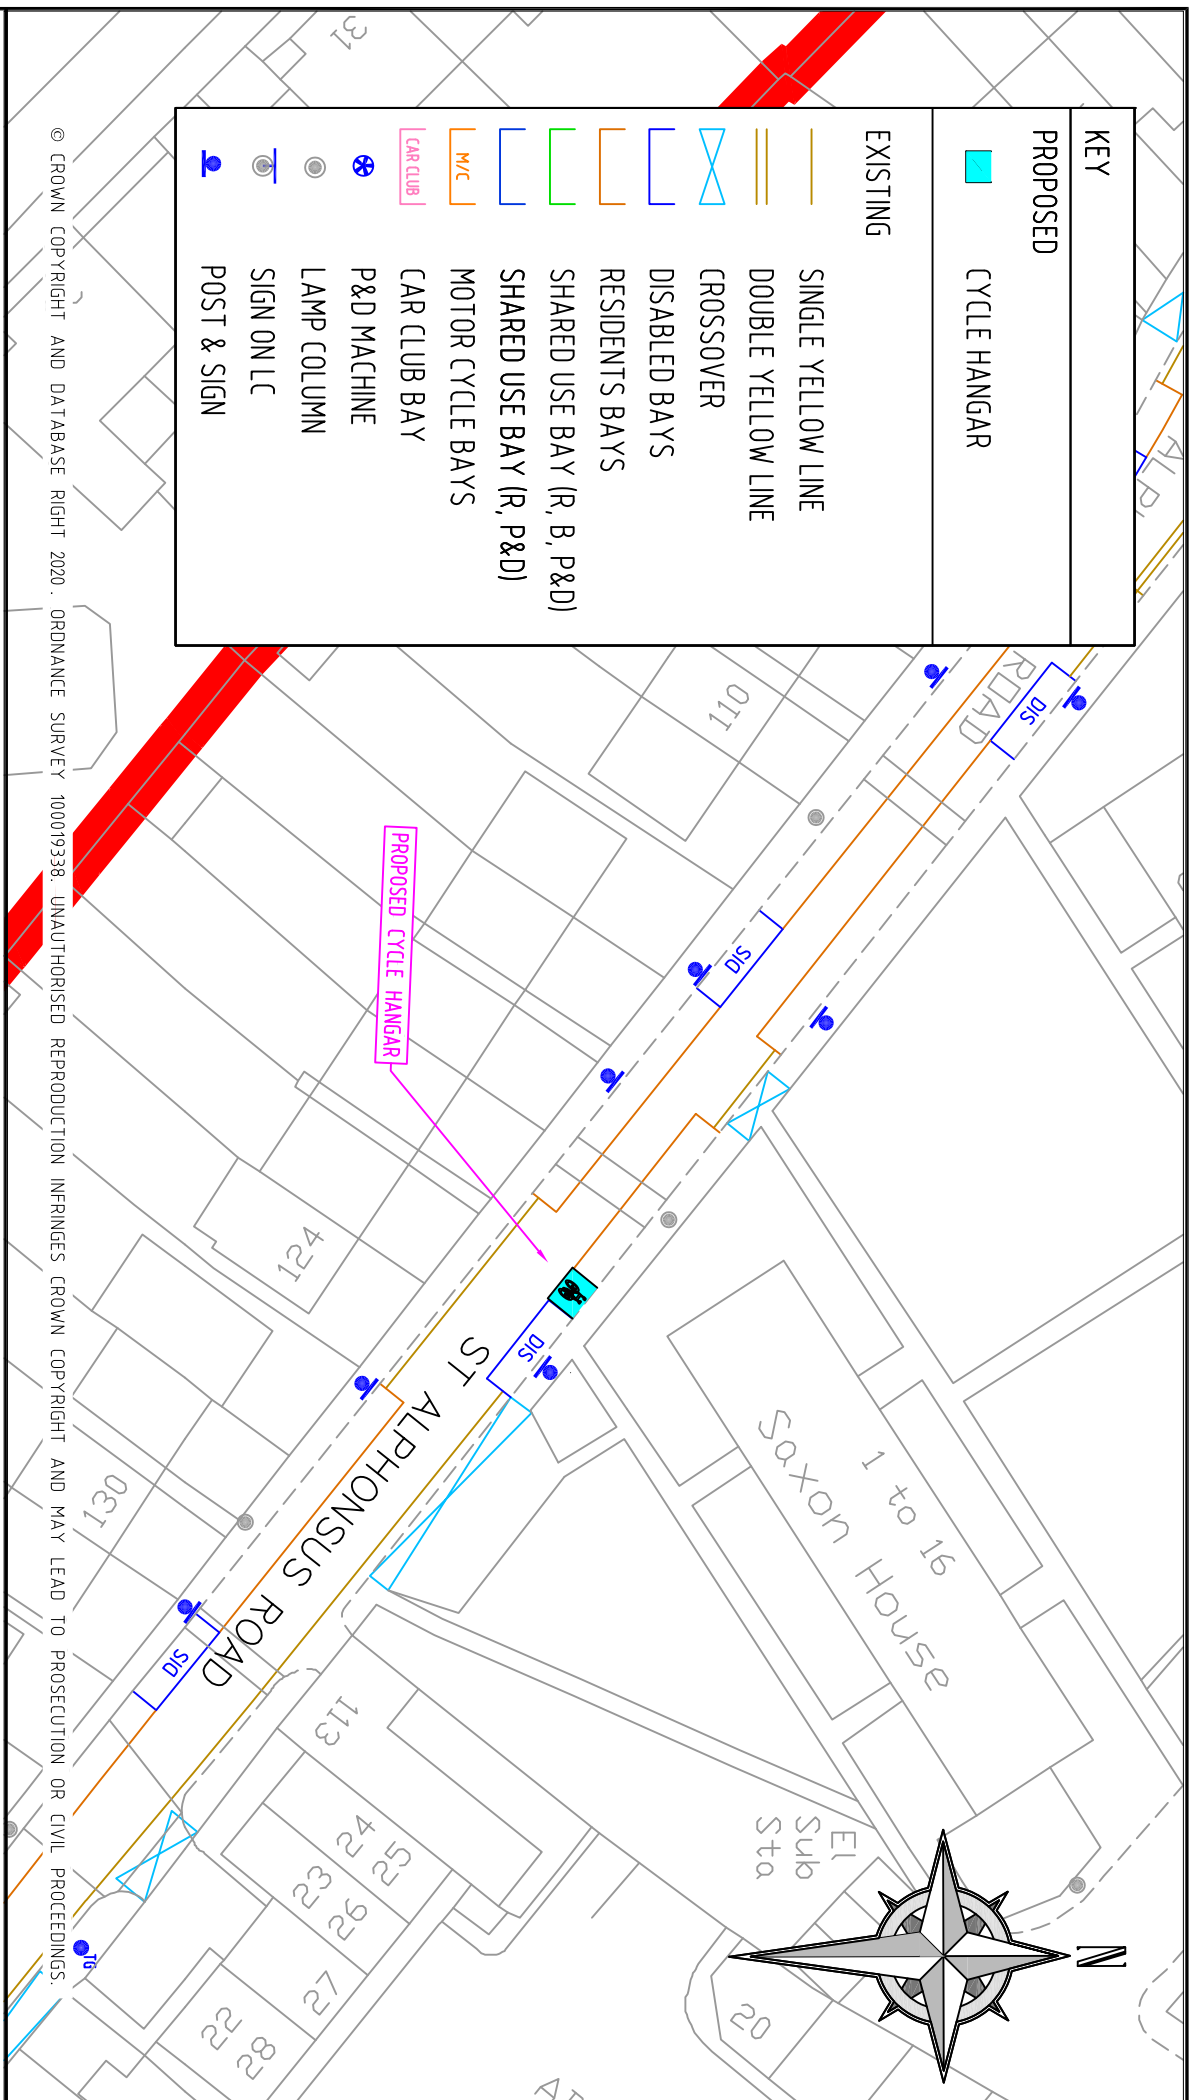 KEY
PROPOSED
CYCLE HANGAR
EXISTING
SINGLE YELLOW LINE
DOUBLE YELLOW LINE
CROSSOVER
DISABLED BAYS
RESIDENTS BAYS
SHARED USE BAY (R, B, P&D)
SHARED USE BAY (R, P&D)
M/C
MOTOR CYCLE BAYS
CAR CLUB
CAR CLUB BAY
P&D MACHINE
LAMP COLUMN
SIGN ON LC
POST & SIGN
31
ROAD
DIS
110
DIS
PROPOSED CYCLE HANGAR
124
DIS
ST ALPHONSUS ROAD
130
DIS
1 to 16
Saxon House
113
El
Sub
Sta
24
25
23
26
27
22
28
20
TG
N
© CROWN COPYRIGHT AND DATABASE RIGHT 2020. ORDNANCE SURVEY 100019338. UNAUTHORISED REPRODUCTION INFRINGES CROWN COPYRIGHT AND MAY LEAD TO PROSECUTION OR CIVIL PROCEEDINGS.